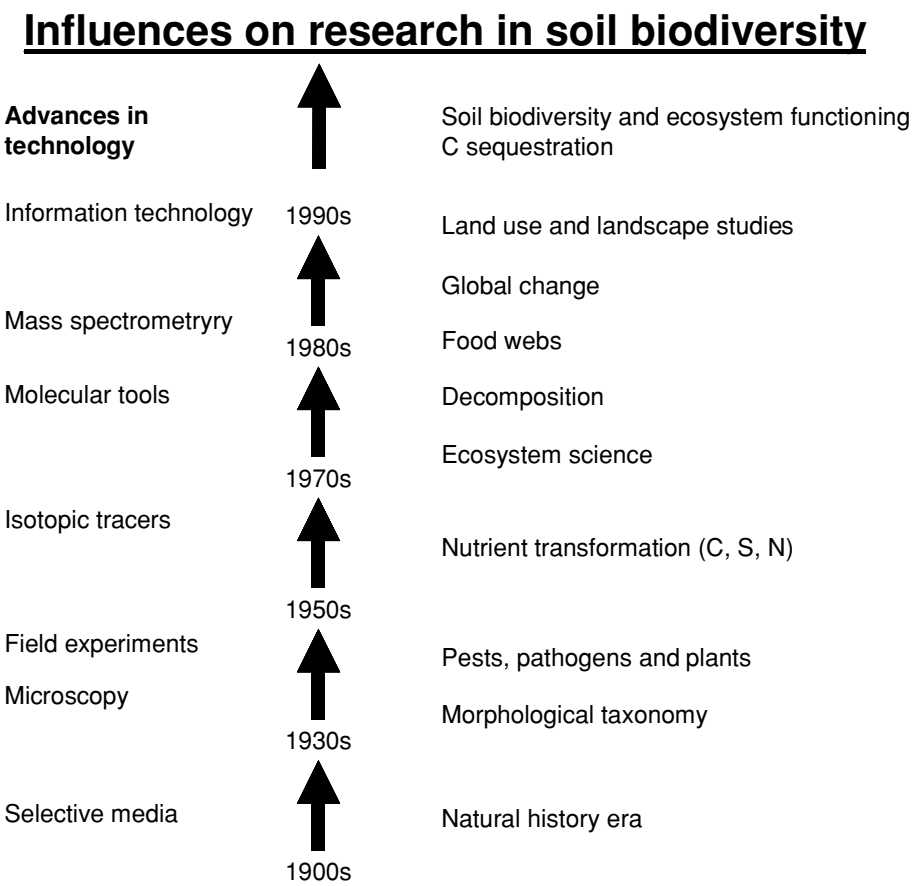 Influences on research in soil biodiversity
Advances in
technology
Soil biodiversity and ecosystem functioning
C sequestration
Information technology
1990s
Land use and landscape studies
Global change
Mass spectrometryry
1980s
Food webs
Molecular tools
Decomposition
Ecosystem science
1970s
Isotopic tracers
Nutrient transformation (C, S, N)
1950s
Field experiments
Pests, pathogens and plants
Microscopy
Morphological taxonomy
1930s
Selective media
Natural history era
1900s